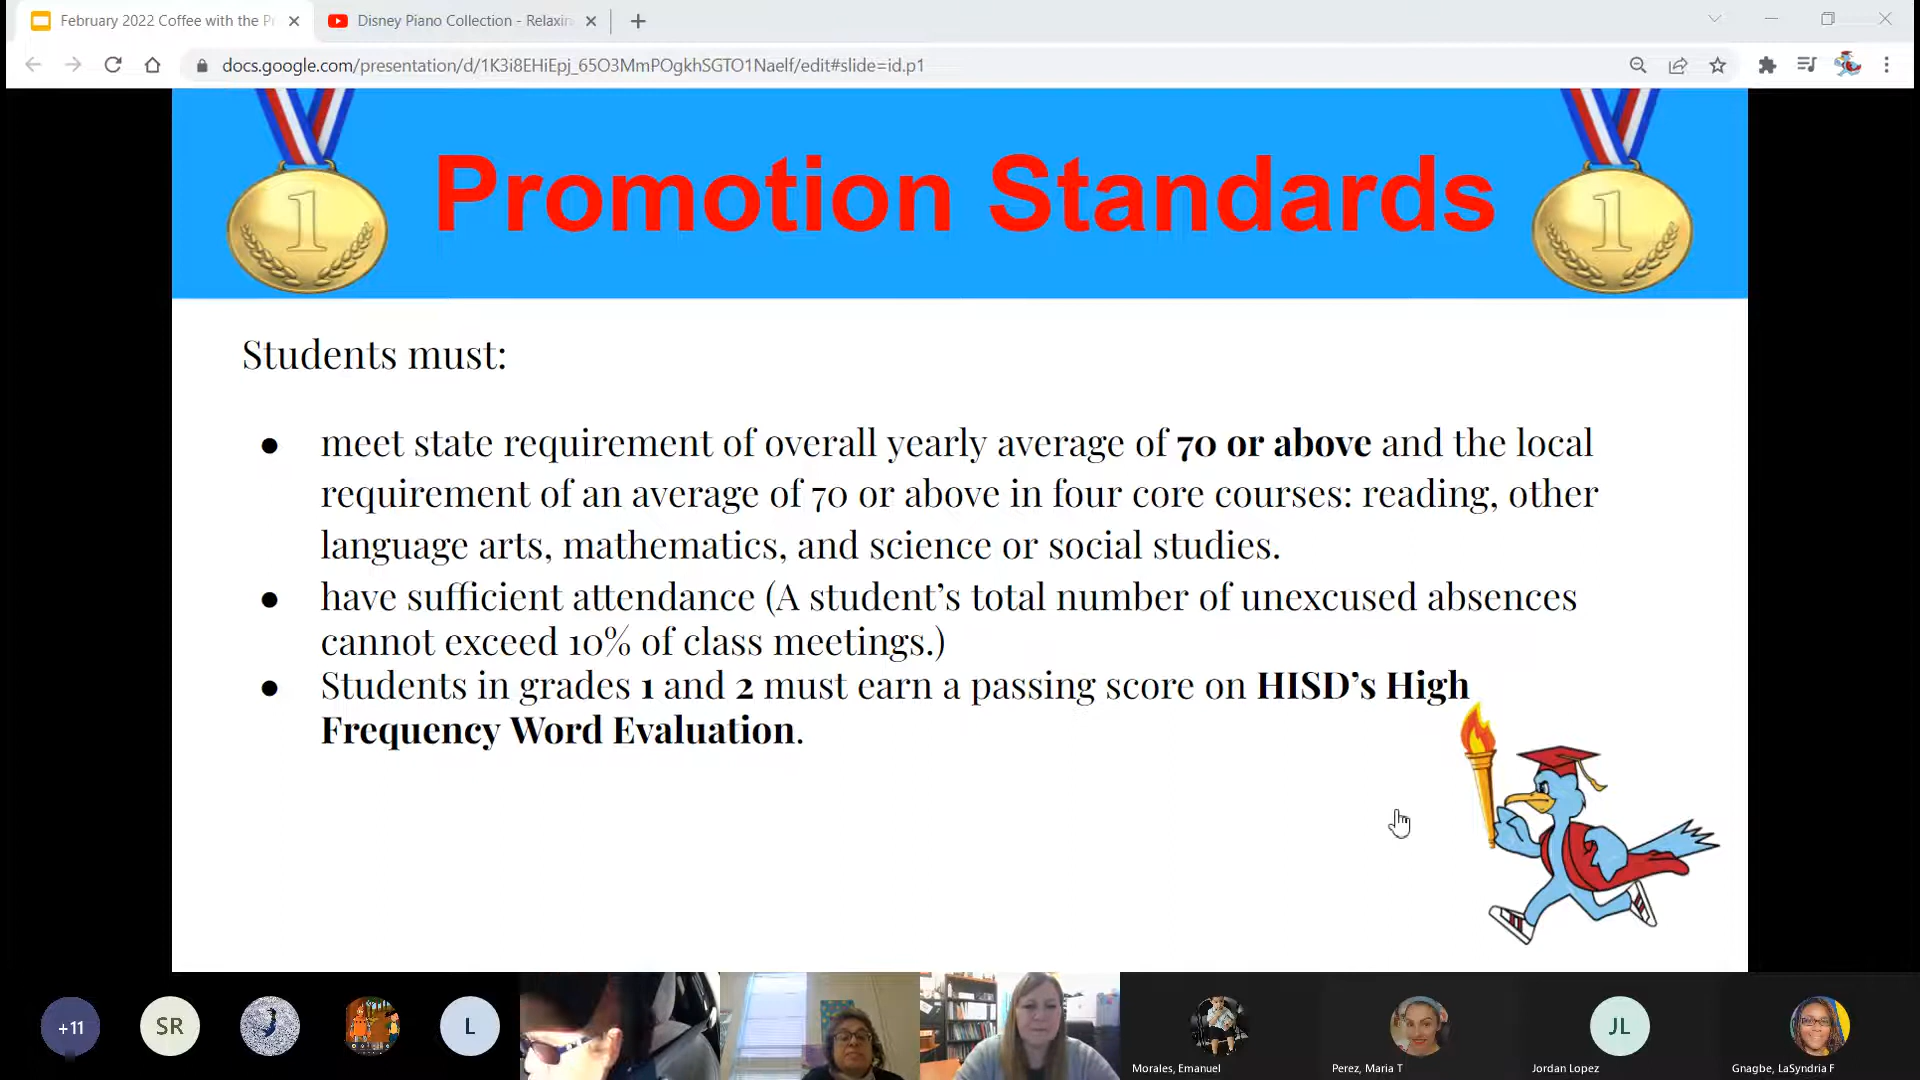 February 2022 Coffee with the Pr
Disney Piano Collection - Relaxin
docs.google.com/presentation/d/1K3i8EHiEpj_65O3MmPOgkhSGTO1Naelf/edit#slide=id.p1
1
Promotion Standards
1
Students must:
● meet state requirement of overall yearly average of 70 or above and the local
requirement of an average of 70 or above in four core courses: reading, other
language arts, mathematics, and science or social studies.
● have sufficient attendance (A student’s total number of unexcused absences
cannot exceed 10% of class meetings.)
● Students in grades 1 and 2 must earn a passing score on HISD’s High
Frequency Word Evaluation.
+11
SR
L
Morales, Emanuel
Perez, Maria T
JL
Jordan Lopez
Gnagbe, LaSyndria F